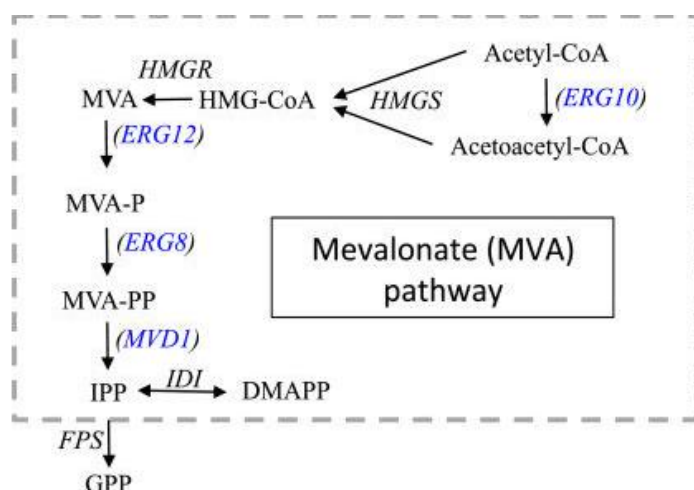 Acetyl-CoA
HMGR
MVA
HMG-CoA
HMGS
(ERG10)
(ERG12)
Acetoacetyl-CoA
MVA-P
(ERG8)
Mevalonate (MVA)
pathway
MVA-PP
(MVD1)
IPP
IDI
DMAPP
FPS
GPP